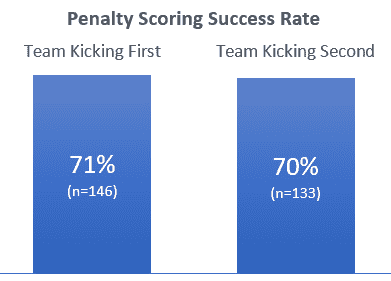 Penalty Scoring Success Rate
Team Kicking First
Team Kicking Second
71%
(n=146)
70%
(n=133)